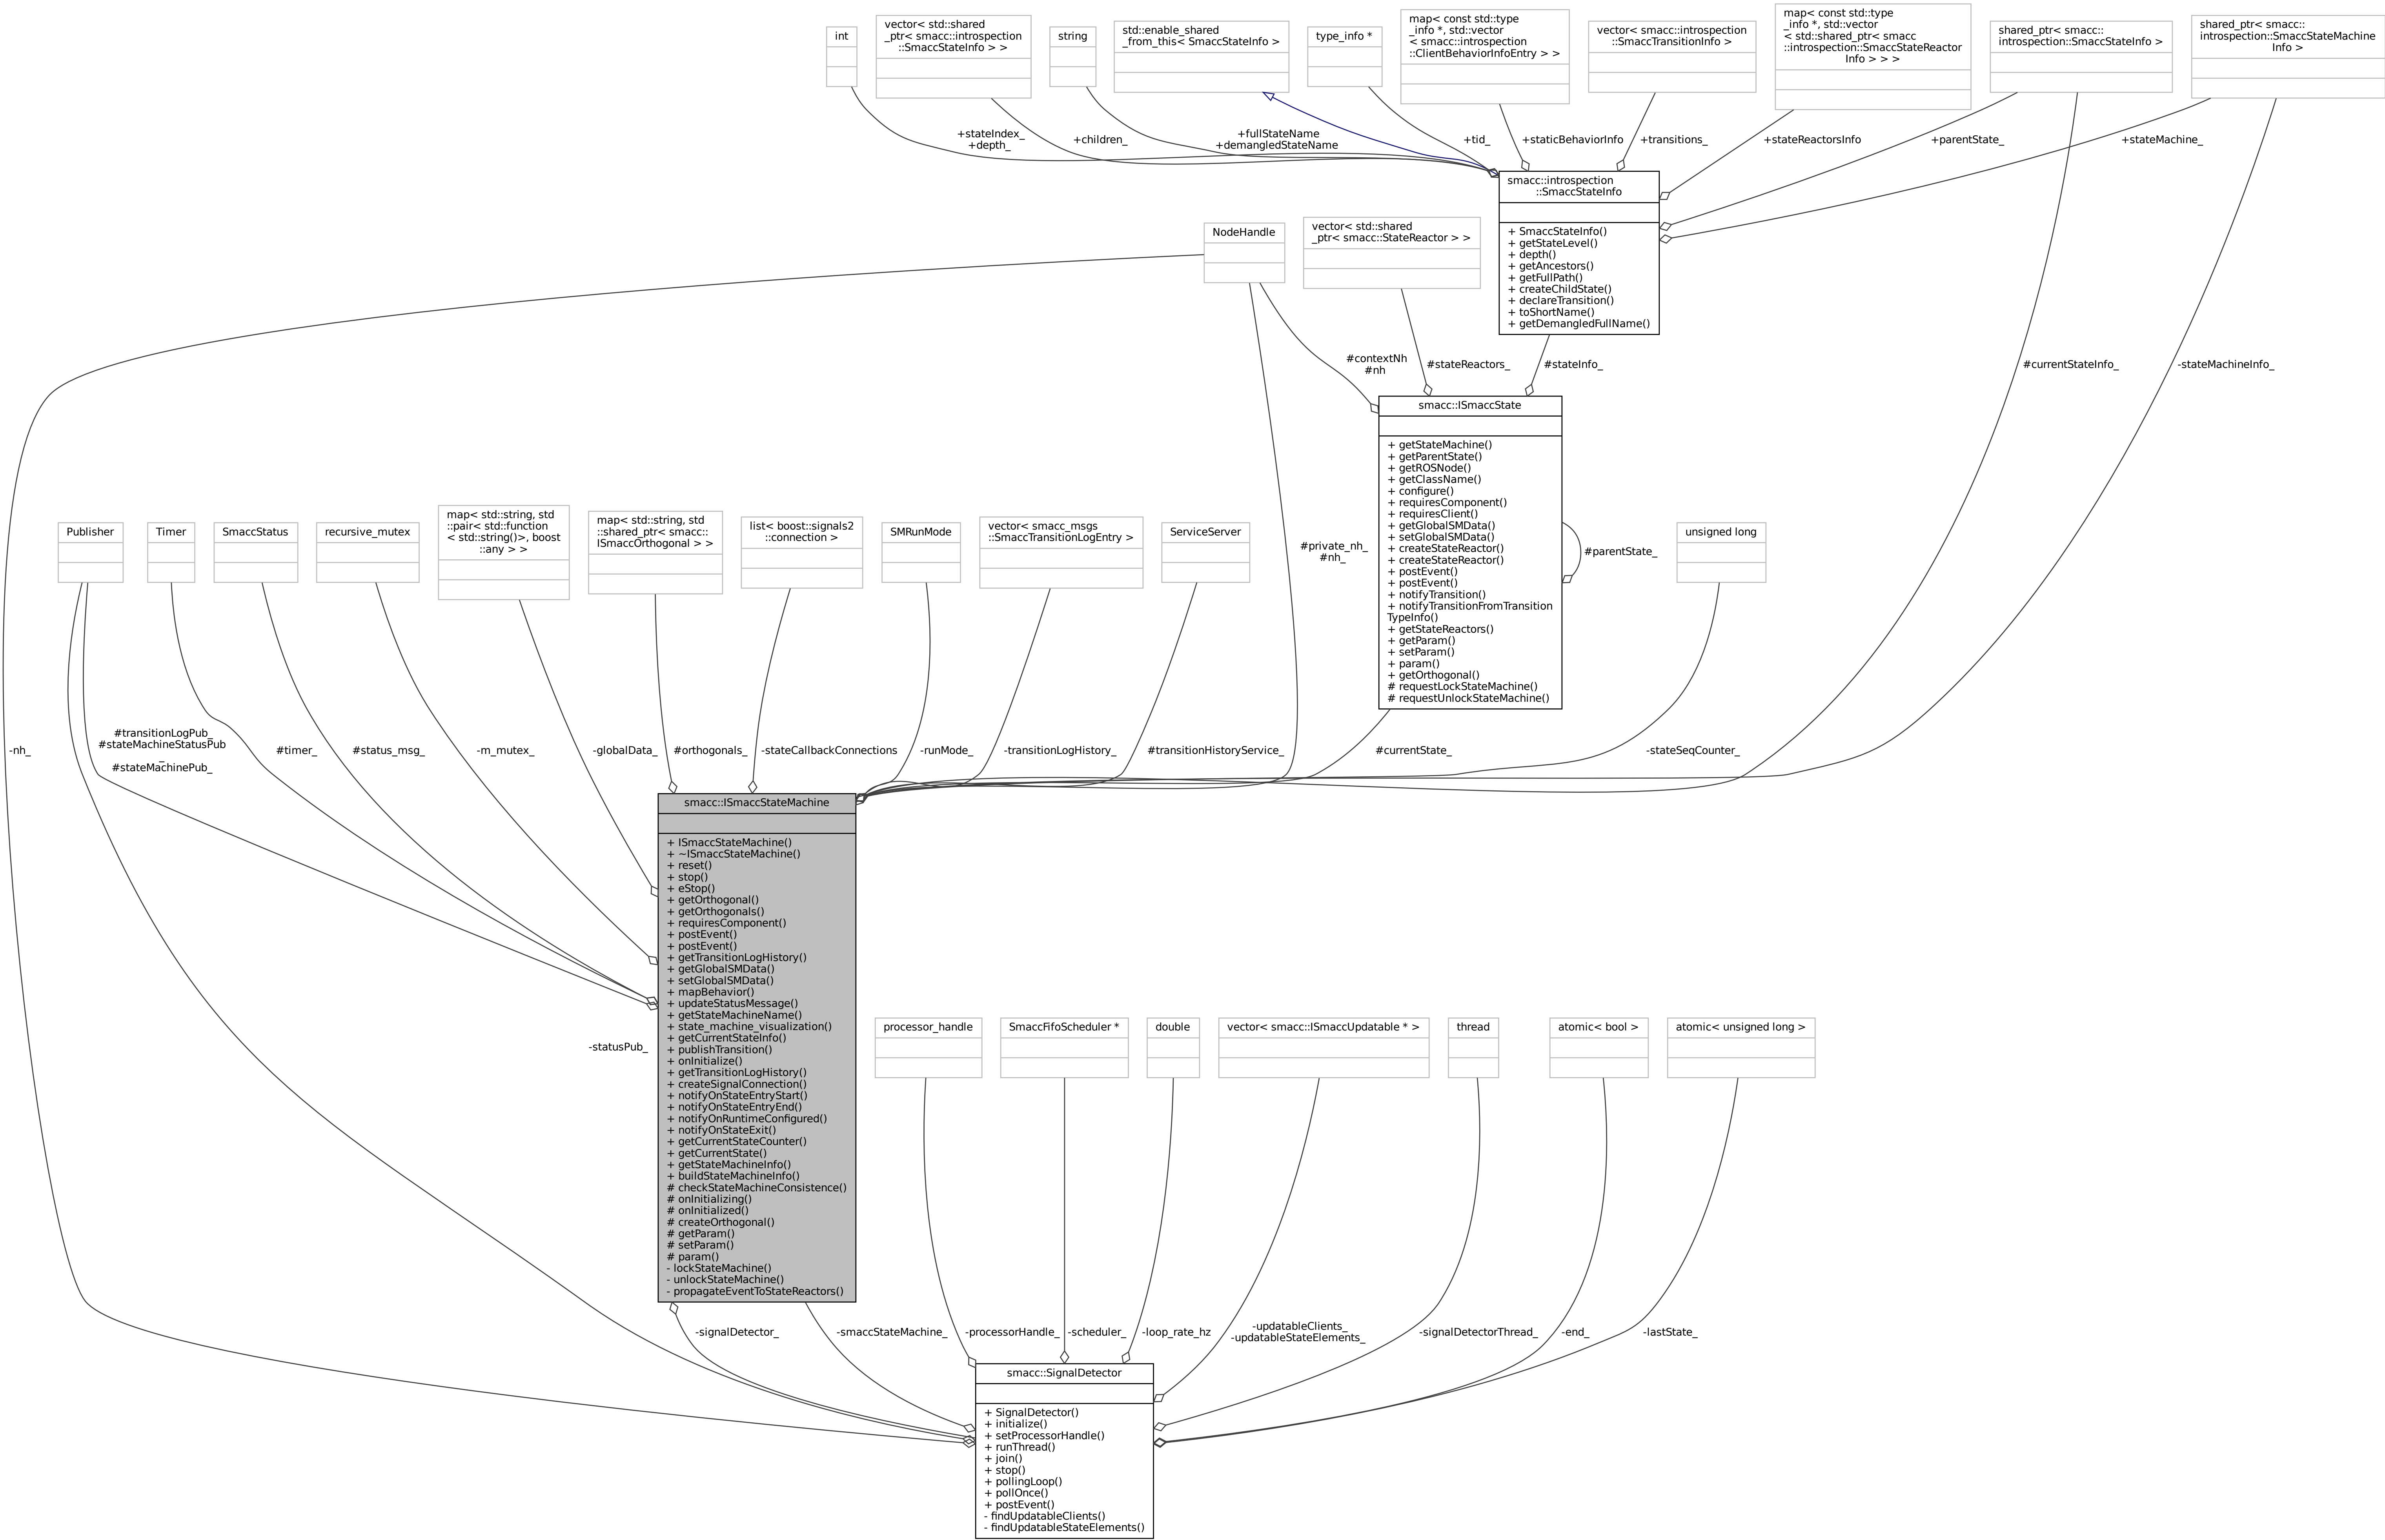 int
vector< std::shared
_ptr< smacc::introspection
::SmaccStateInfo > >
string
std::enable_shared
_from_this< SmaccStateInfo >
type_info *
map< const std::type
_info *, std::vector
< smacc::introspection
::ClientBehaviorInfoEntry > >
vector< smacc::introspection
::SmaccTransitionInfo >
map< const std::type
_info *, std::vector
< std::shared_ptr< smacc
::introspection::SmaccStateReactor
Info > > >
shared_ptr< smacc::
introspection::SmaccStateInfo >
shared_ptr< smacc::
introspection::SmaccStateMachine
Info >
+stateIndex_
+depth_
+children_
+fullStateName
+demangledStateName
+tid_
+staticBehaviorInfo
+transitions_
+stateReactorsInfo
+parentState_
+stateMachine_
smacc::introspection
::SmaccStateInfo
+ SmaccStateInfo()
+ getStateLevel()
+ depth()
+ getAncestors()
+ getFullPath()
+ createChildState()
+ declareTransition()
+ toShortName()
+ getDemangledFullName()
NodeHandle
vector< std::shared
_ptr< smacc::StateReactor > >
#contextNh
#nh
#stateReactors_
#stateInfo_
#currentStateInfo_
-stateMachineInfo_
smacc::ISmaccState
+ getStateMachine()
+ getParentState()
+ getROSNode()
+ getClassName()
+ configure()
+ requiresComponent()
+ requiresClient()
+ getGlobalSMData()
+ setGlobalSMData()
+ createStateReactor()
+ createStateReactor()
+ postEvent()
+ postEvent()
+ notifyTransition()
+ notifyTransitionFromTransition
TypeInfo()
+ getStateReactors()
+ getParam()
+ setParam()
+ param()
+ getOrthogonal()
# requestLockStateMachine()
# requestUnlockStateMachine()
#parentState_
Publisher
Timer
SmaccStatus
recursive_mutex
map< std::string, std
::pair< std::function
< std::string()>, boost
::any > >
map< std::string, std
::shared_ptr< smacc::
ISmaccOrthogonal > >
list< boost::signals2
::connection >
SMRunMode
vector< smacc_msgs
::SmaccTransitionLogEntry >
ServiceServer
#private_nh_
#nh_
unsigned long
-nh_
#transitionLogPub_
#stateMachineStatusPub
_
#stateMachinePub_
#timer_
#status_msg_
-m_mutex_
-globalData_
#orthogonals_
-stateCallbackConnections
-runMode_
-transitionLogHistory_
#transitionHistoryService_
#currentState_
-stateSeqCounter_
smacc::ISmaccStateMachine
+ ISmaccStateMachine()
+ ~ISmaccStateMachine()
+ reset()
+ stop()
+ eStop()
+ getOrthogonal()
+ getOrthogonals()
+ requiresComponent()
+ postEvent()
+ postEvent()
+ getTransitionLogHistory()
+ getGlobalSMData()
+ setGlobalSMData()
+ mapBehavior()
+ updateStatusMessage()
+ getStateMachineName()
+ state_machine_visualization()
+ getCurrentStateInfo()
+ publishTransition()
+ onInitialize()
+ getTransitionLogHistory()
+ createSignalConnection()
+ notifyOnStateEntryStart()
+ notifyOnStateEntryEnd()
+ notifyOnRuntimeConfigured()
+ notifyOnStateExit()
+ getCurrentStateCounter()
+ getCurrentState()
+ getStateMachineInfo()
+ buildStateMachineInfo()
# checkStateMachineConsistence()
# onInitializing()
# onInitialized()
# createOrthogonal()
# getParam()
# setParam()
# param()
- lockStateMachine()
- unlockStateMachine()
- propagateEventToStateReactors()
-statusPub_
processor_handle
SmaccFifoScheduler *
double
vector< smacc::ISmaccUpdatable * >
thread
atomic< bool >
atomic< unsigned long >
-signalDetector_
-smaccStateMachine_
-processorHandle_
-scheduler_
-loop_rate_hz
-updatableClients_
-updatableStateElements_
-signalDetectorThread_
-end_
-lastState_
smacc::SignalDetector
+ SignalDetector()
+ initialize()
+ setProcessorHandle()
+ runThread()
+ join()
+ stop()
+ pollingLoop()
+ pollOnce()
+ postEvent()
- findUpdatableClients()
- findUpdatableStateElements()